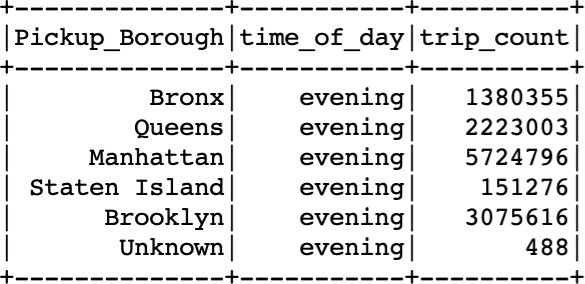 +---------------+-----------+----------+
|Pickup_Borough|time_of_day|trip_count|
+---------------+-----------+----------+
| Bronx| evening| 1380355|
| Queens| evening| 2223003|
| Manhattan| evening| 5724796|
| Staten Island| evening| 151276|
| Brooklyn| evening| 3075616|
| Unknown| evening| 488|
+---------------+-----------+----------+